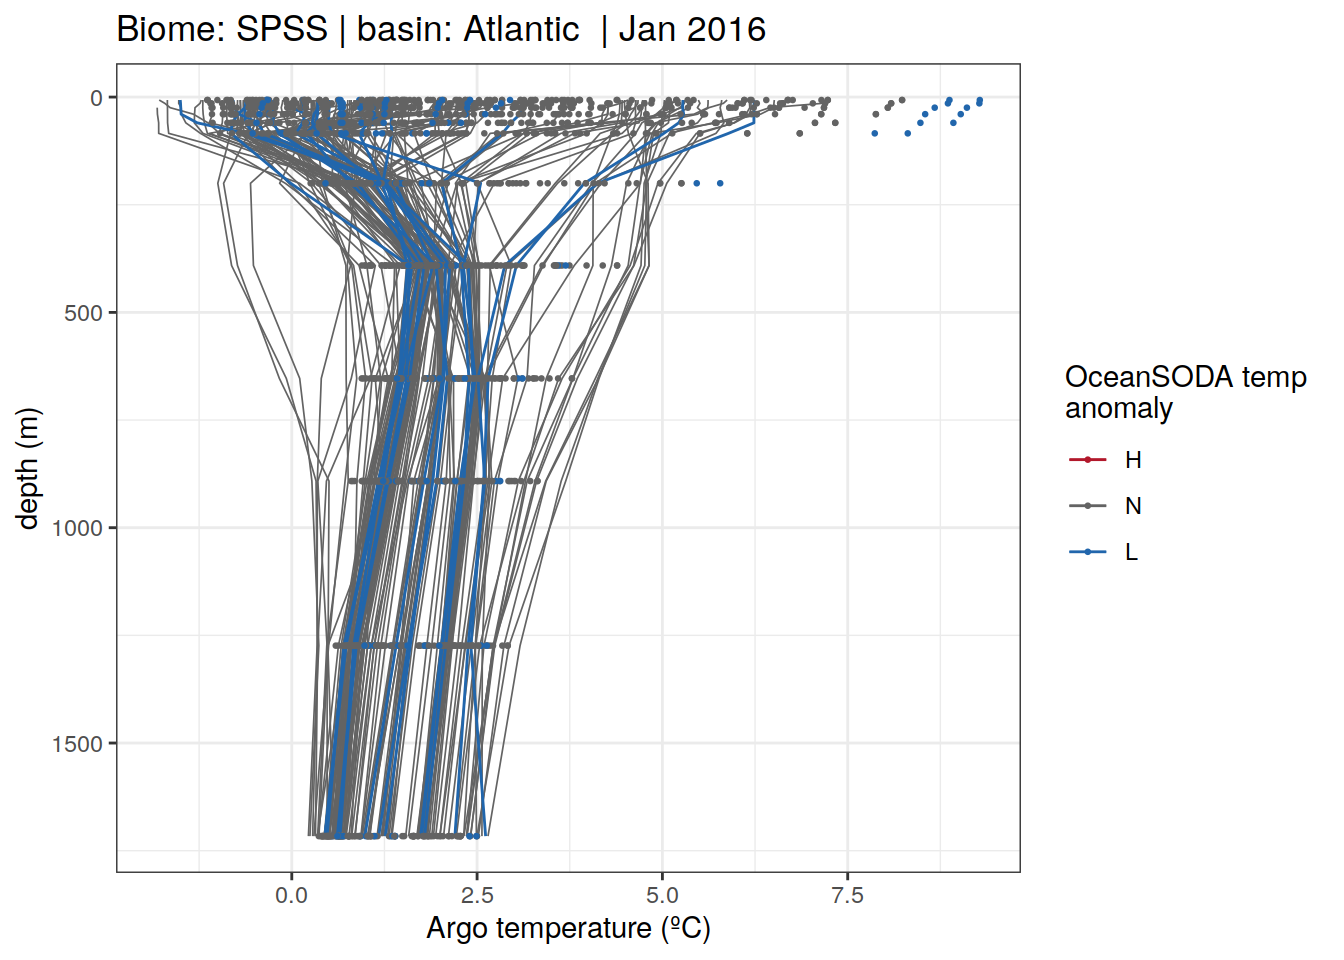 Biome: SPSS | basin: Atlantic  | Jan 2016
0
500
1000
1500
depth (m)
0.0 2.5 5.0 7.5
Argo temperature (ºC)
OceanSODA temp
anomaly
H
N
L